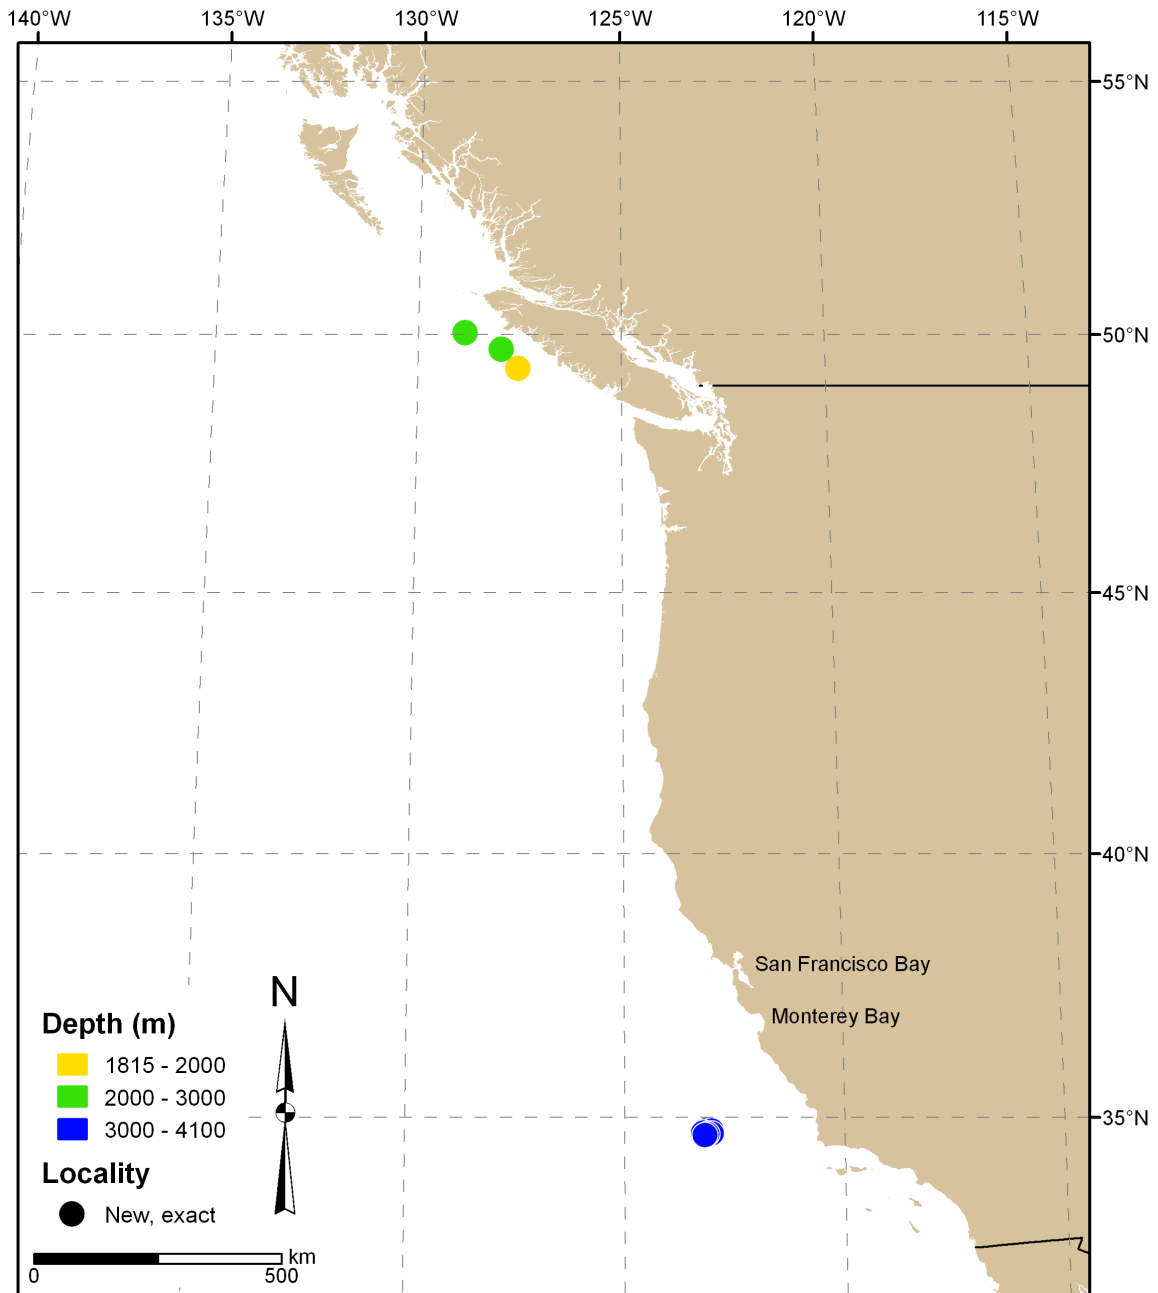 140°W 135°W 130°W 125°W 120°W 115°W
55°N
50°N
45°N
40°N
San Francisco Bay
N
Monterey Bay
Depth (m)
1815 - 2000
2000 - 3000
3000 - 4100
35°N
Locality
New, exact
km
0 500